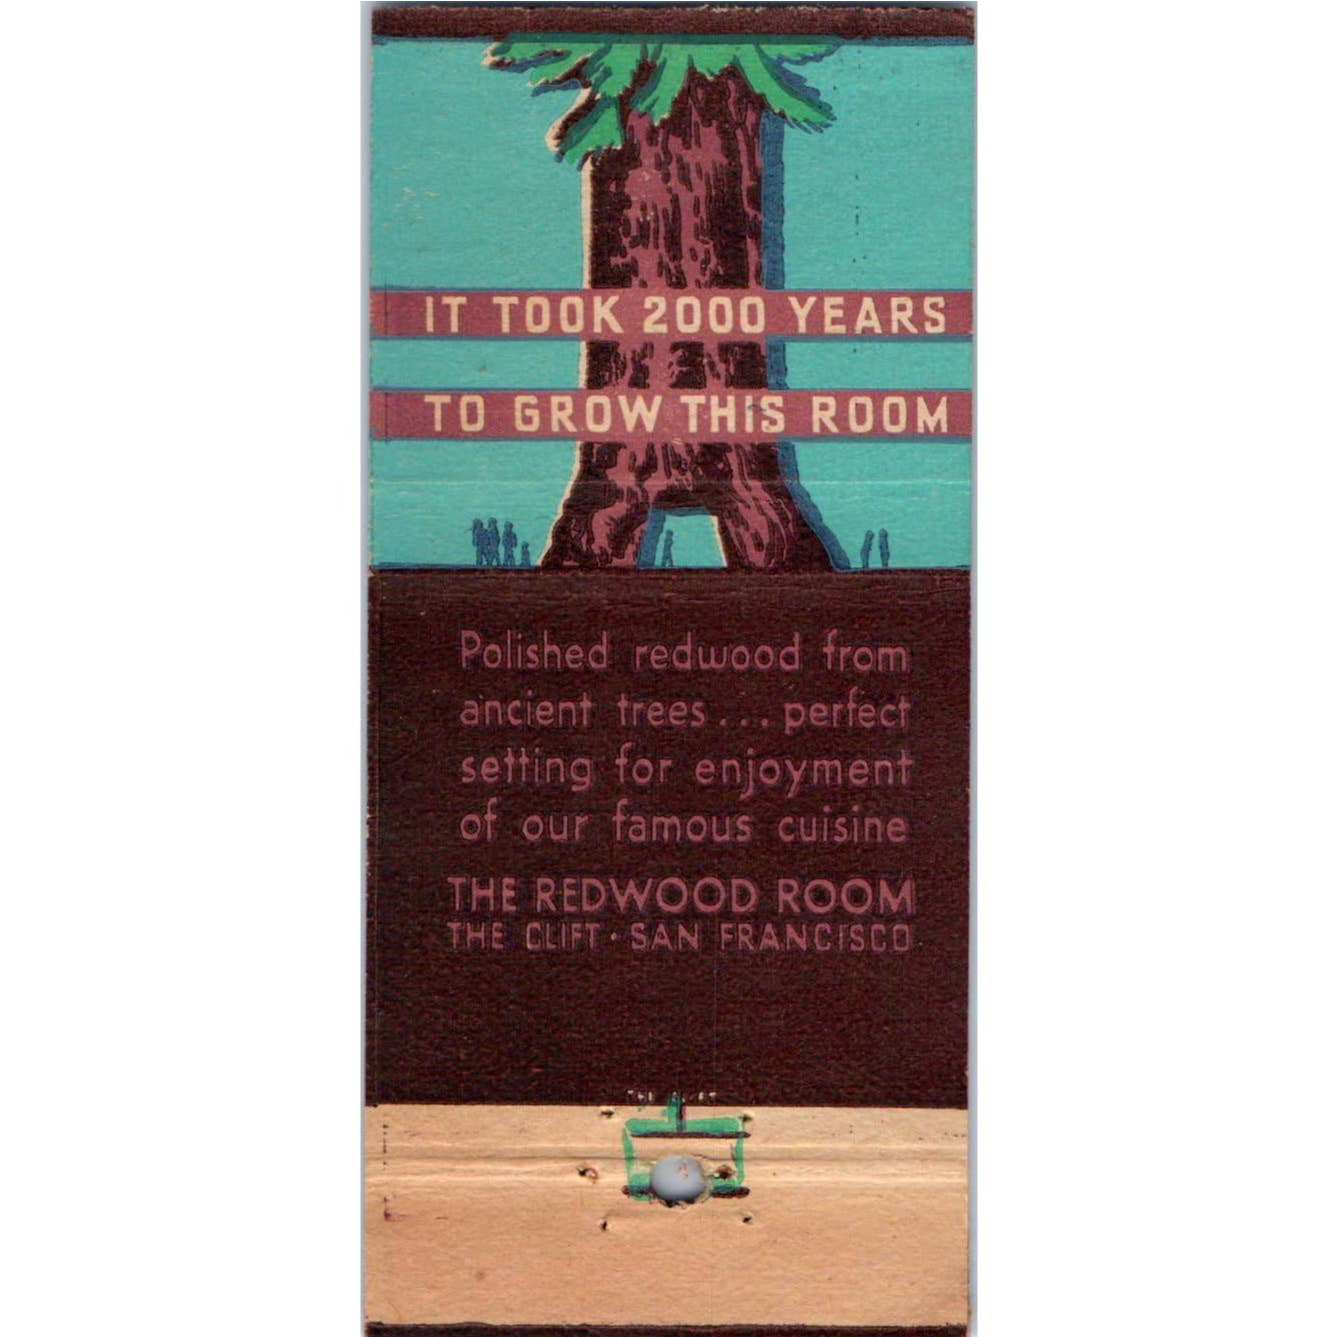 IT TOOK 2000 YEARS
TO GROW THIS ROOM
Polished redwood from
ancient trees... perfect
setting for enjoyment
of our famous cuisine
THE REDWOOD ROOM
THE CLIFT · SAN FRANCISCO